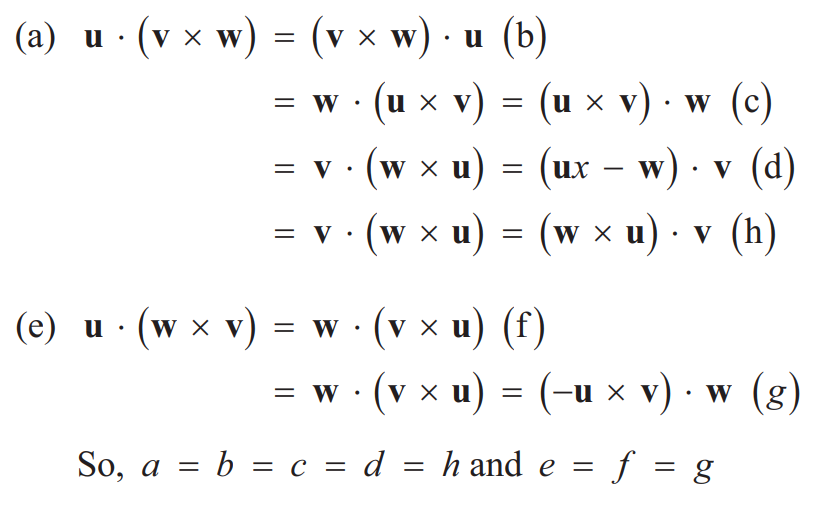 (a) u · (v × w) = (v × w) · u (b)
= w · (u × v) = (u × v) · w (c)
= v · (w × u) = (ux − w) · v (d)
= v · (w × u) = (w × u) · v (h)
(e) u · (w × v) = w · (v × u) (f)
= w · (v × u) = (−u × v) · w (g)
So, a = b = c = d = h and e = f = g